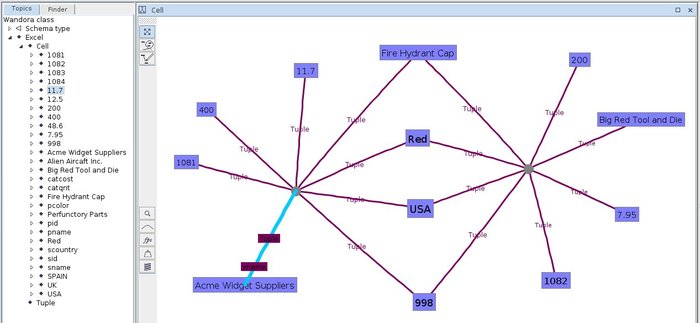 Topics
Finder
Wandora class
Schema type
Excel
Cell
1081
1082
1083
1084
11.7
12.5
200
400
48.6
7.95
998
Acme Widget Suppliers
Alien Aircaft Inc.
Big Red Tool and Die
catcost
catqnt
Fire Hydrant Cap
pcolor
Perfunctory Parts
pid
pname
Red
scountry
sid
sname
SPAIN
UK
USA
Tuple
Cell
Fire Hydrant Cap
11.7
200
400
Tuple
Tuple
Tuple
Tuple
Big Red Tool and Die
Tuple
Red
Tuple
1081
Tuple
Tuple
Tuple
Tuple
Tuple
Tuple
USA
7.95
Tuple
Tuple
Tuple
Tuple
Tuple
1082
Acme Widget Suppliers
998